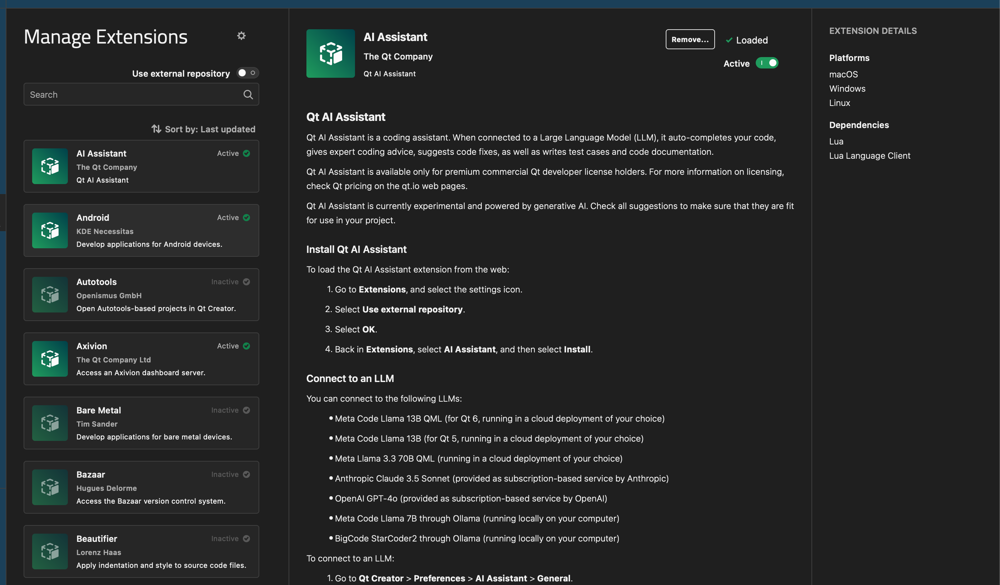 Manage Extensions
Use external repository
Search
Sort by: Last updated
AI Assistant
Active
The Qt Company
Qt AI Assistant
Android
Active
KDE Necessitas
Develop applications for Android devices.
Autotools
Inactive
Openismus GmbH
Open Autotools-based projects in Qt Creator.
Axivion
Active
The Qt Company Ltd
Access an Axivion dashboard server.
Bare Metal
Inactive
Tim Sander
Develop applications for bare metal devices.
Bazaar
Inactive
Hugues Delorme
Access the Bazaar version control system.
Beautifier
Inactive
Lorenz Haas
Apply indentation and style to source code files.
AI Assistant
The Qt Company
Qt AI Assistant
Remove...
Loaded
Active
Qt AI Assistant
Qt AI Assistant is a coding assistant. When connected to a Large Language Model (LLM), it auto-completes your code,
gives expert coding advice, suggests code fixes, as well as writes test cases and code documentation.
Qt AI Assistant is available only for premium commercial Qt developer license holders. For more information on licensing,
check Qt pricing on the qt.io web pages.
Qt AI Assistant is currently experimental and powered by generative AI. Check all suggestions to make sure that they are fit
for use in your project.
Install Qt AI Assistant
To load the Qt AI Assistant extension from the web:
1. Go to Extensions, and select the settings icon.
2. Select Use external repository.
3. Select OK.
4. Back in Extensions, select AI Assistant, and then select Install.
Connect to an LLM
You can connect to the following LLMs:
• Meta Code Llama 13B QML (for Qt 6, running in a cloud deployment of your choice)
• Meta Code Llama 13B (for Qt 5, running in a cloud deployment of your choice)
• Meta Llama 3.3 70B QML (running in a cloud deployment of your choice)
• Anthropic Claude 3.5 Sonnet (provided as subscription-based service by Anthropic)
• OpenAI GPT-4o (provided as subscription-based service by OpenAI)
• Meta Code Llama 7B through Ollama (running locally on your computer)
• BigCode StarCoder2 through Ollama (running locally on your computer)
To connect to an LLM:
1. Go to Qt Creator > Preferences > AI Assistant > General.
EXTENSION DETAILS
Platforms
macOS
Windows
Linux
Dependencies
Lua
Lua Language Client